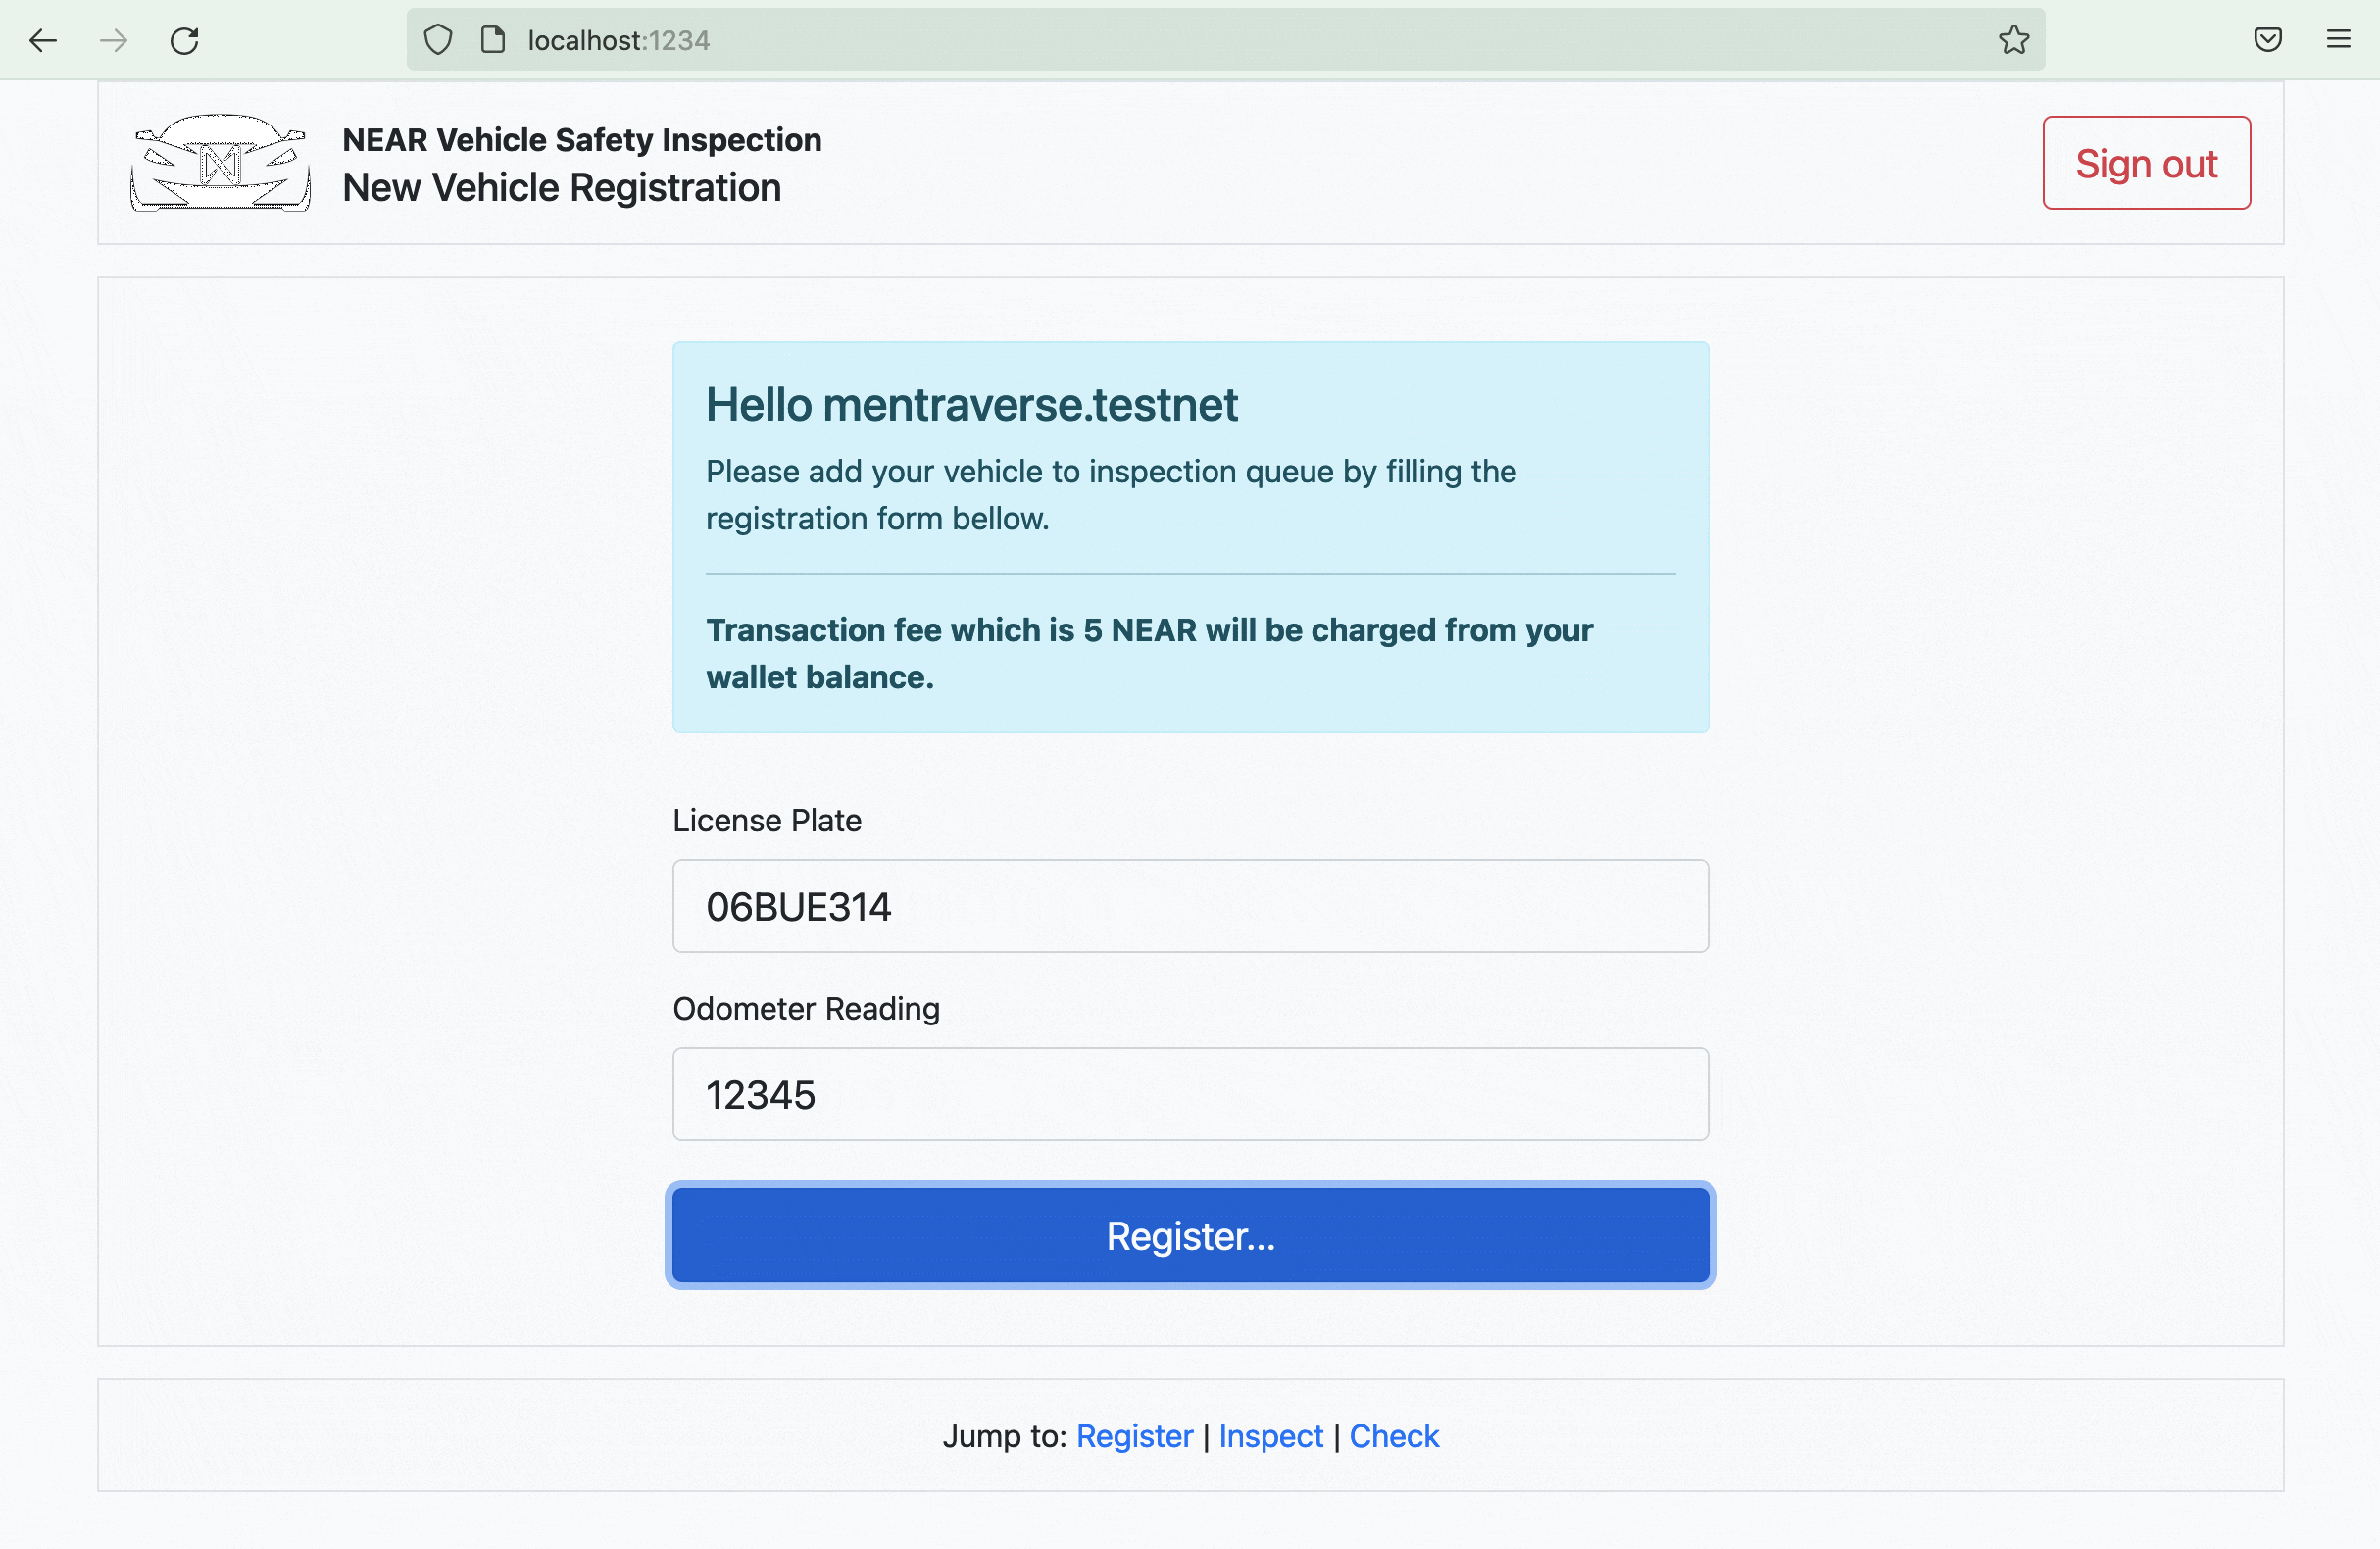 localhost:1234
NEAR Vehicle Safety Inspection
New Vehicle Registration
Sign out
Hello mentraverse.testnet
Please add your vehicle to inspection queue by filling the
registration form bellow.
Transaction fee which is 5 NEAR will be charged from your
wallet balance.
License Plate
06BUE314
Odometer Reading
12345
Register...
Jump to: Register | Inspect | Check